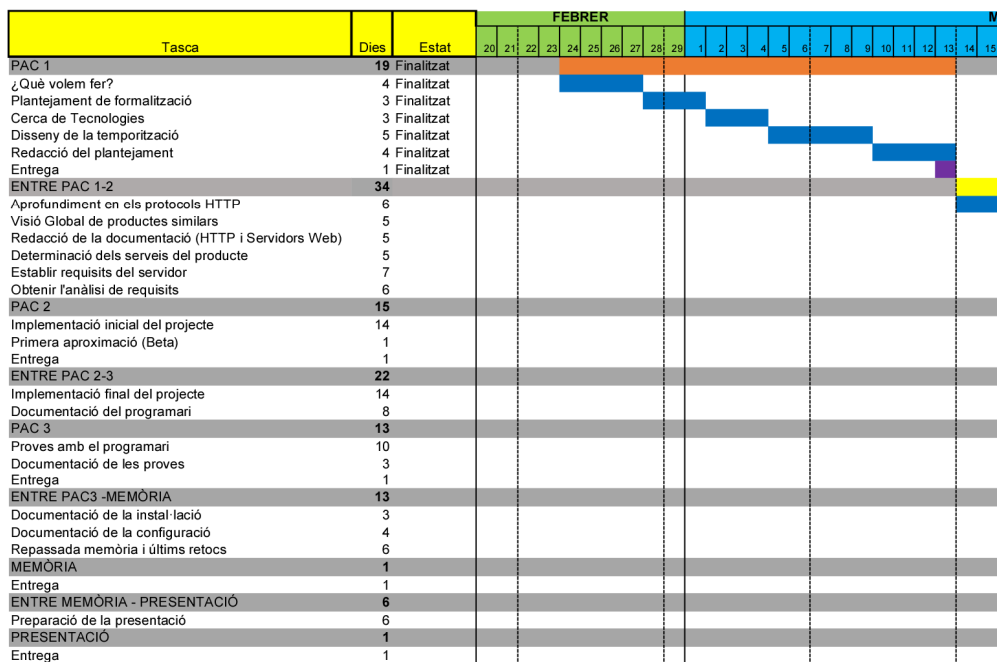 FEBRER M
Tasca Dies Estat 20 21 22 23 24 25 26 27 28 29 1 2 3 4 5 6 7 8 9 10 11 12 13 14 15
PAC 1 19 Finalitzat
¿Què volem fer? 4 Finalitzat
Plantejament de formalització 3 Finalitzat
Cerca de Tecnologies 3 Finalitzat
Disseny de la temporització 5 Finalitzat
Redacció del plantejament 4 Finalitzat
Entrega 1 Finalitzat
ENTRE PAC 1-2 34
Aprofundiment en els protocols HTTP 6
Visió Global de productes similars 5
Redacció de la documentació (HTTP i Servidors Web) 5
Determinació dels serveis del producte 5
Establir requisits del servidor 7
Obtenir l'anàlisi de requisits 6
PAC 2 15
Implementació inicial del projecte 14
Primera aproximació (Beta) 1
Entrega 1
ENTRE PAC 2-3 22
Implementació final del projecte 14
Documentació del programari 8
PAC 3 13
Proves amb el programari 10
Documentació de les proves 3
Entrega 1
ENTRE PAC3 -MEMÒRIA 13
Documentació de la instal·lació 3
Documentació de la configuració 4
Repassada memòria i últims retocs 6
MEMÒRIA 1
Entrega 1
ENTRE MEMÒRIA - PRESENTACIÓ 6
Preparació de la presentació 6
PRESENTACIÓ 1
Entrega 1